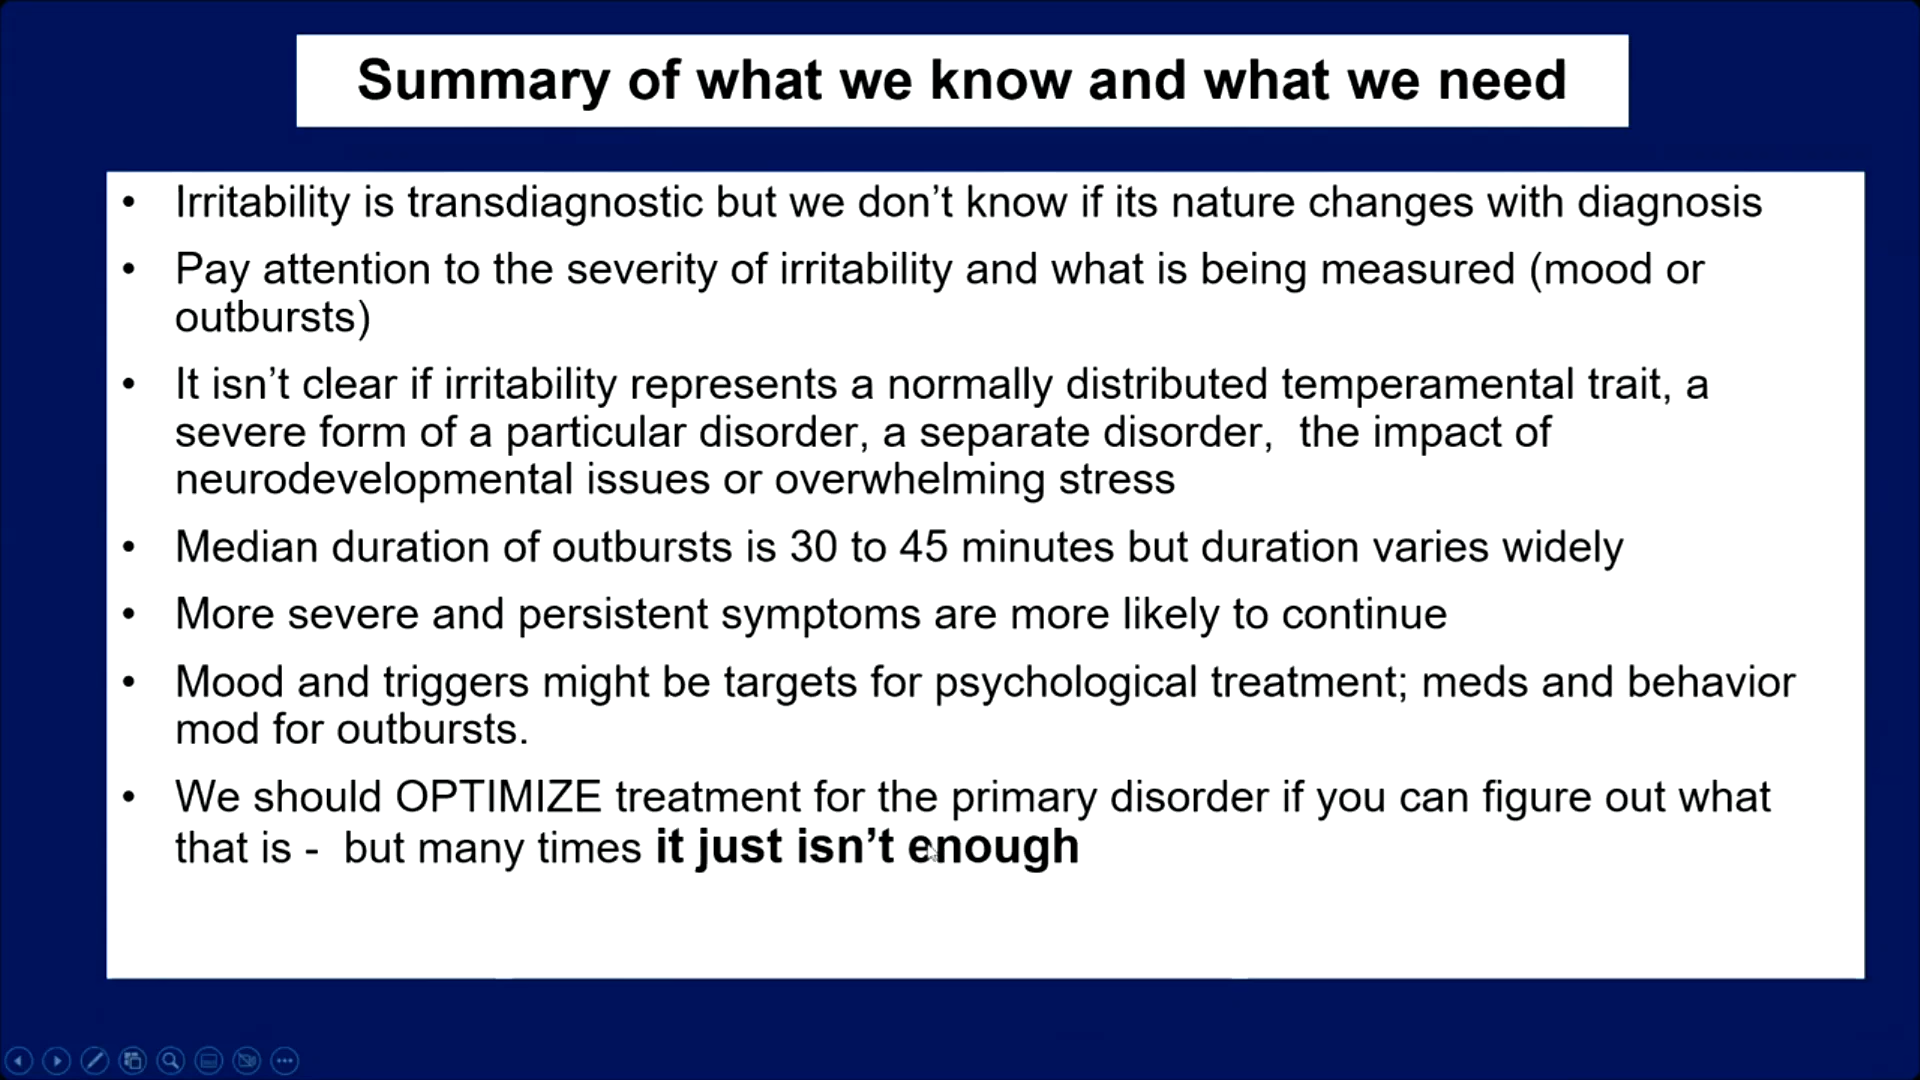 Summary of what we know and what we need
• Irritability is transdiagnostic but we don’t know if its nature changes with diagnosis
• Pay attention to the severity of irritability and what is being measured (mood or
outbursts)
• It isn’t clear if irritability represents a normally distributed temperamental trait, a
severe form of a particular disorder, a separate disorder,  the impact of
neurodevelopmental issues or overwhelming stress
• Median duration of outbursts is 30 to 45 minutes but duration varies widely
• More severe and persistent symptoms are more likely to continue
• Mood and triggers might be targets for psychological treatment; meds and behavior
mod for outbursts.
• We should OPTIMIZE treatment for the primary disorder if you can figure out what
that is -  but many times it just isn’t enough